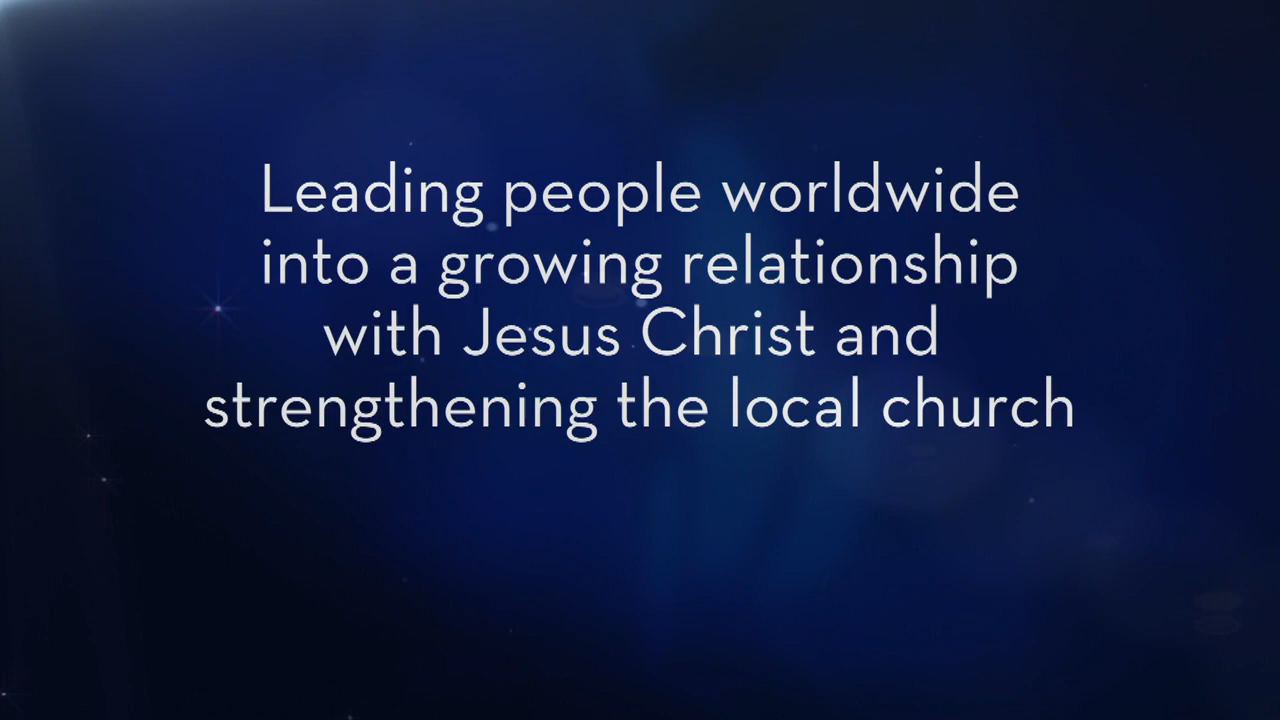 Leading people worldwide
into a growing relationship
with Jesus Christ and
strengthening the local church